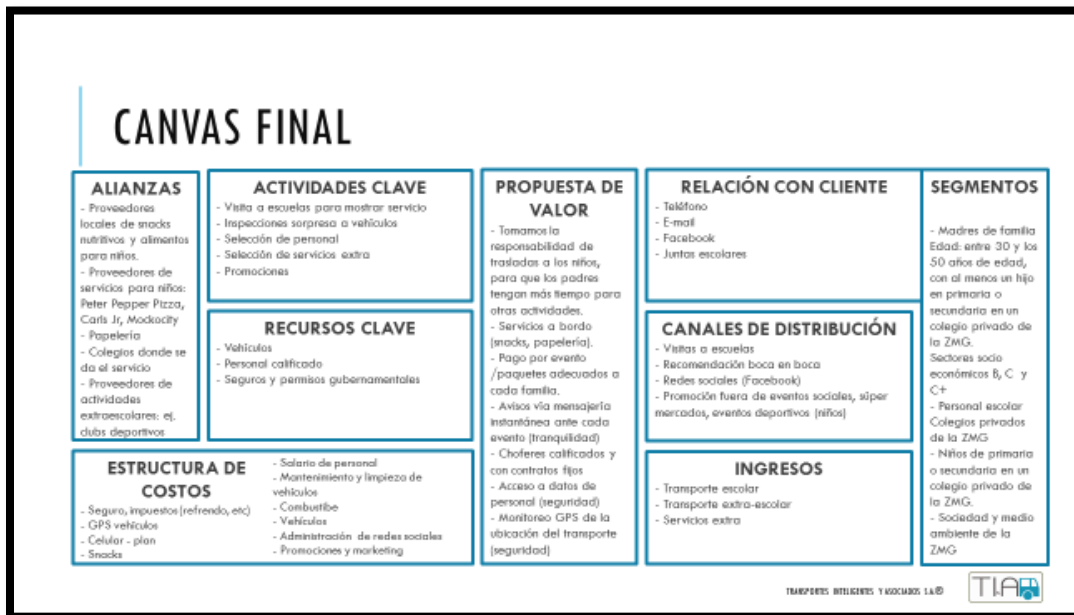 CANVAS FINAL
ALIANZAS
- Proveedores
locales de snacks
nutritivos y alimentos
para niños.
- Proveedores de
servicios para niños:
Peter Pepper Pizza,
Carls Jr, Mockocity
- Papelería
- Colegios donde se
da el servicio
- Proveedores de
actividades
extraescolares: ej.
clubs deportivos
ACTIVIDADES CLAVE
- Visita a escuelas para mostrar servicio
- Inspecciones sorpresa a vehículos
- Selección de personal
- Selección de servicios extra
- Promociones
RECURSOS CLAVE
- Vehículos
- Personal calificado
- Seguros y permisos gubernamentales
PROPUESTA DE
VALOR
- Tomamos la
responsabilidad de
trasladas a los niños,
para que los padres
tengan más tiempo para
otras actividades.
- Servicios a bordo
(snacks, papelería).
- Pago por evento
/paquetes adecuados a
cada familia.
- Avisos vía mensajería
instantánea ante cada
evento (tranquilidad)
- Choferes calificados y
con contratos fijos
- Acceso a datos de
personal (seguridad)
- Monitoreo GPS de la
ubicación del transporte
(seguridad)
RELACIÓN CON CLIENTE
- Teléfono
- E-mail
- Facebook
- Juntas escolares
CANALES DE DISTRIBUCIÓN
- Visitas a escuelas
- Recomendación boca en boca
- Redes sociales (Facebook)
- Promoción fuera de eventos sociales, súper
mercados, eventos deportivos (niños)
SEGMENTOS
- Madres de familia
Edad: entre 30 y los
50 años de edad,
con al menos un hijo
en primaria o
secundaria en un
colegio privado de
la ZMG.
Sectores socio
económicos B, C y
C+
- Personal escolar
Colegios privados
de la ZMG
- Niños de primaria
o secundaria en un
colegio privado de
la ZMG.
- Sociedad y medio
ambiente de la
ZMG
ESTRUCTURA DE
COSTOS
- Seguro, impuestos (refrendo, etc)
- GPS vehículos
- Celular - plan
- Snacks
- Salario de personal
- Mantenimiento y limpieza de
vehículos
- Combustibe
- Vehículos
- Administración de redes sociales
- Promociones y marketing
INGRESOS
- Transporte escolar
- Transporte extra-escolar
- Servicios extra
TRANSPORTES INTELIGENTES Y ASOCIADOS S.A.®
T.I.A